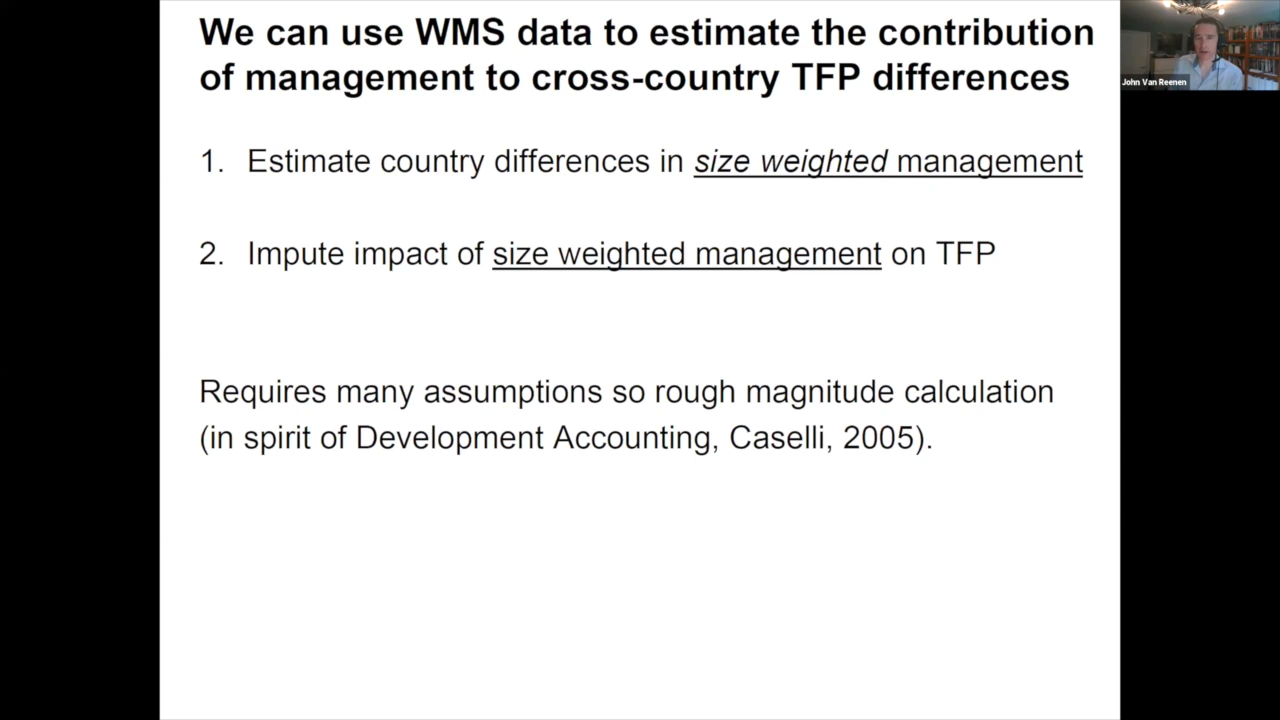 We can use WMS data to estimate the contribution
of management to cross-country TFP differences
1. Estimate country differences in size weighted management
2. Impute impact of size weighted management on TFP
Requires many assumptions so rough magnitude calculation
(in spirit of Development Accounting, Caselli, 2005).
John Van Reenen